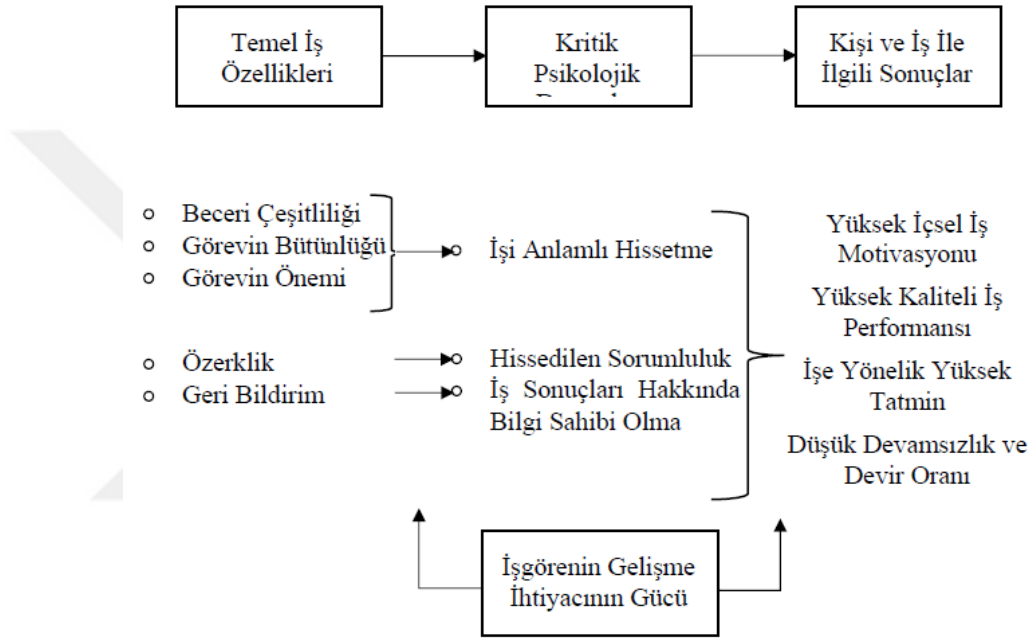 Temel İş
Özellikleri
Kritik
Psikolojik
Kişi ve İş İle
İlgili Sonuçlar
Beceri Çeşitliliği
Görevin Bütünlüğü
Görevin Önemi
Özerklik
Geri Bildirim
İşi Anlamlı Hissetme
Hissedilen Sorumluluk
İş Sonuçları Hakkında
Bilgi Sahibi Olma
Yüksek İçsel İş
Motivasyonu
Yüksek Kaliteli İş
Performansı
İşe Yönelik Yüksek
Tatmin
Düşük Devamsızlık ve
Devir Oranı
İşgörenin Gelişme
İhtiyacının Gücü